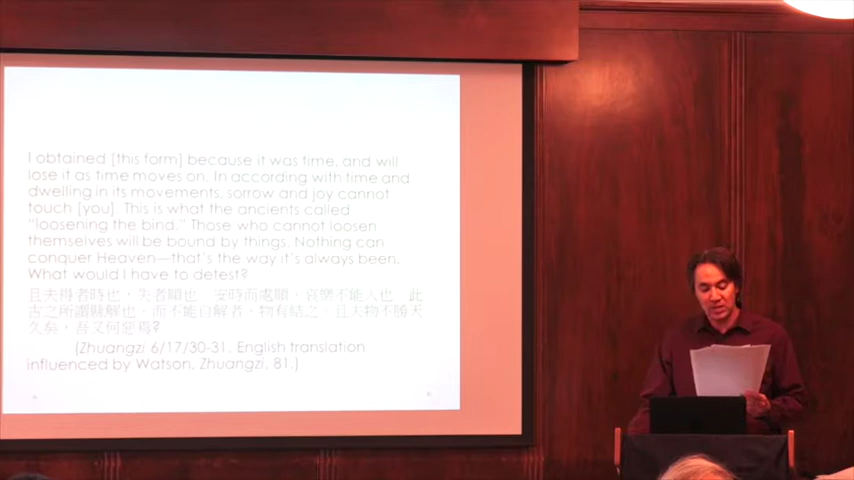 I obtained [this form] because it was time, and will
lose it as time moves on. In according with time and
dwelling in its movements, sorrow and joy cannot
touch [you]. This is what the ancients called
“loosening the bind.” Those who cannot loosen
themselves will be bound by things. Nothing can
conquer Heaven—that's the way it's always been.
What would I have to detest?
且夫得者時也，失者順也 安時而處順，哀樂不能入也 此
古之所謂縣解也，而不能自解者，物有結之。且夫物不勝天
久矣，吾又何惡焉?
(Zhuangzi 6/17/30-31. English translation
influenced by Watson, Zhuangzi, 81.)